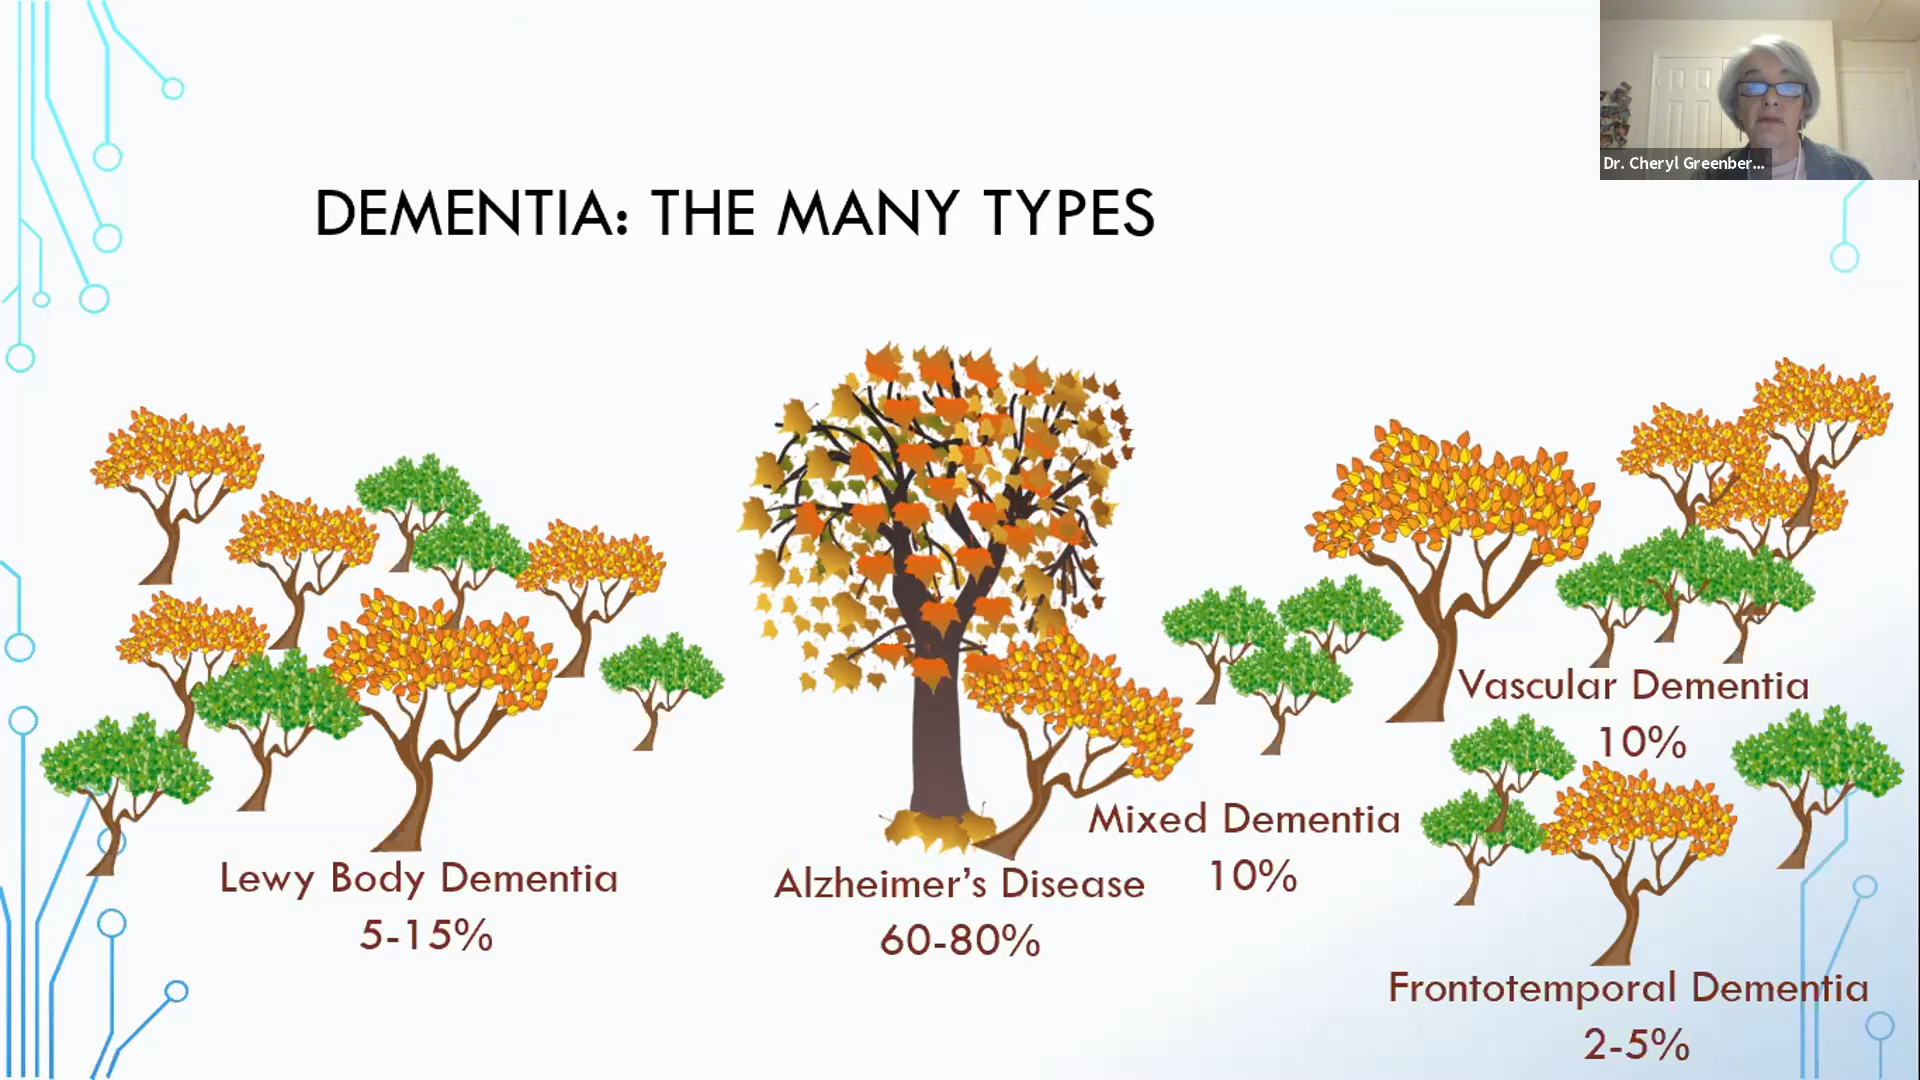 Dr. Cheryl Greenber...
DEMENTIA: THE MANY TYPES
Lewy Body Dementia
5-15%
Alzheimer’s Disease
60-80%
Mixed Dementia
10%
Vascular Dementia
10%
Frontotemporal Dementia
2-5%